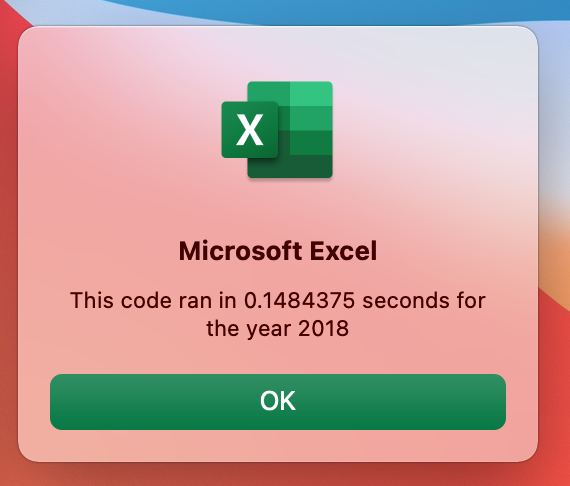 X
Microsoft Excel
This code ran in 0.1484375 seconds for
the year 2018
OK